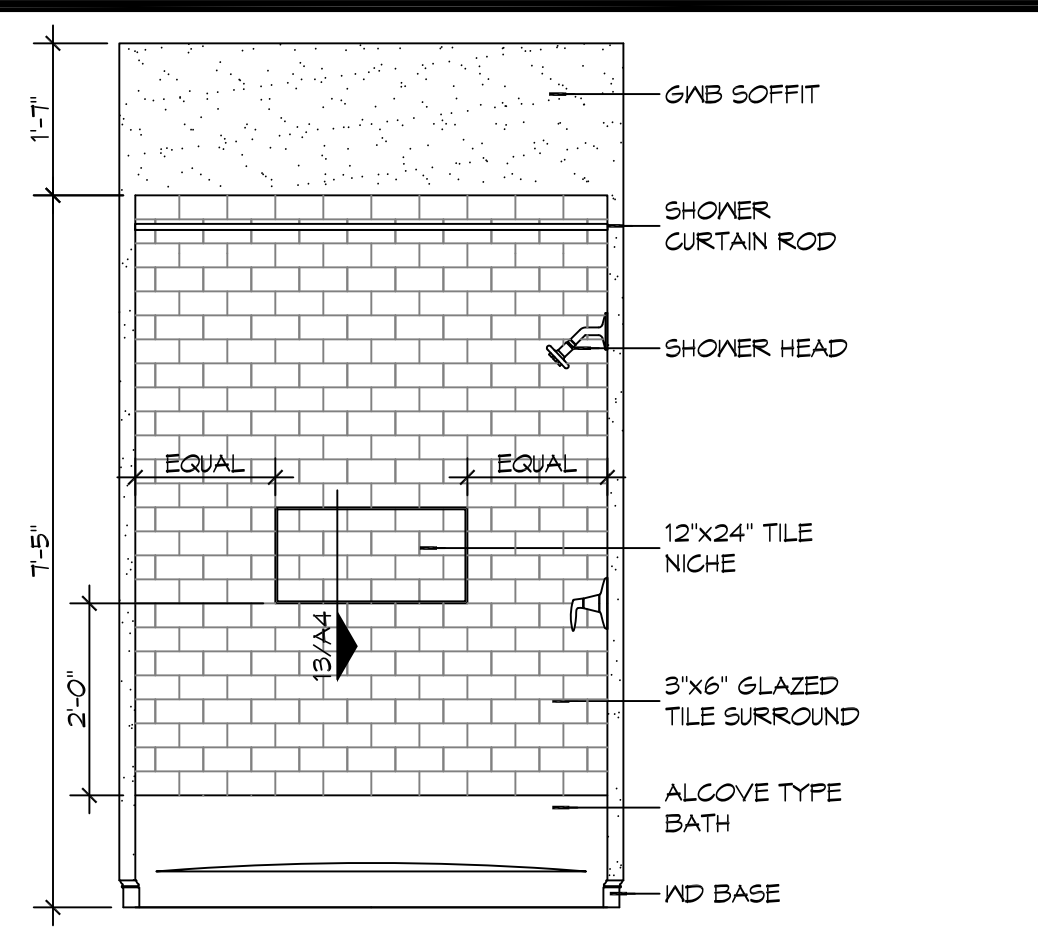 1'-7"
GWB SOFFIT
SHOWER
CURTAIN ROD
SHOWER HEAD
EQUAL
EQUAL
12"x24" TILE
NICHE
7'-5"
13/A4
2'-0"
3"x6" GLAZED
TILE SURROUND
ALCOVE TYPE
BATH
WD BASE